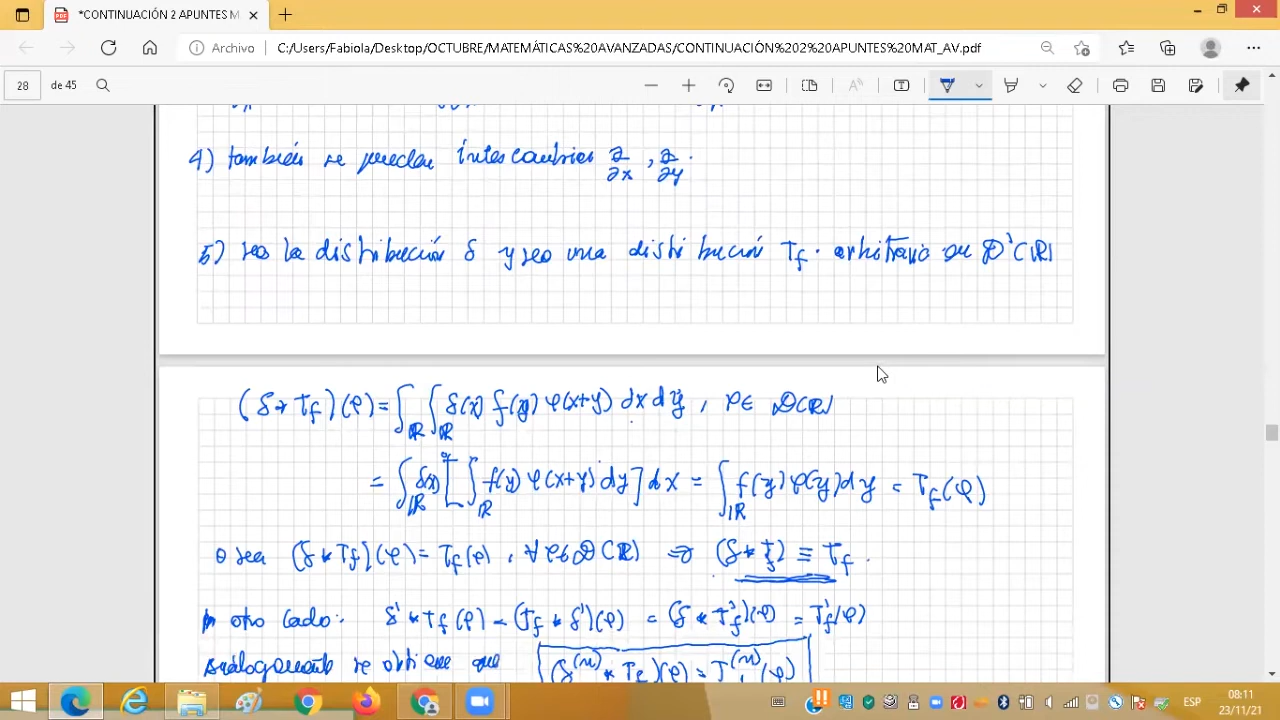 *CONTINUACIÓN 2 APUNTES M
Archivo C:/Users/Fabiola/Desktop/OCTUBRE/MATEMÁTICAS%20AVANZADAS/CONTINUACIÓN%202%20APUNTES%20MAT_AV.pdf
28 de 45
4) también se pueden intercambiar ∂/∂x , ∂/∂y .
5) sea la distribución δ y sea una distribución T_f . arbitraria en D'(ℝ)
(δ * T_f)(φ) = ∫_ℝ ∫_ℝ δ(x) f(y) φ(x+y) dx dy , φ ∈ D(ℝ)
= ∫_ℝ δ(x) [ ∫_ℝ f(y) φ(x+y) dy ] dx = ∫_ℝ f(y) φ(y) dy = T_f(φ)
o sea (δ * T_f)(φ) = T_f(φ) , ∀ φ ∈ D(ℝ) ⇒ (δ * T_f) ≡ T_f .
otro lado: δ' * T_f(φ) = (T_f * δ')(φ) = (δ * T'_f)(φ) = T'_f(φ)
análogamente se obtiene que (δ^(n) * T_f)(φ) = T^(n)(φ)
ESP
08:11
23/11/21